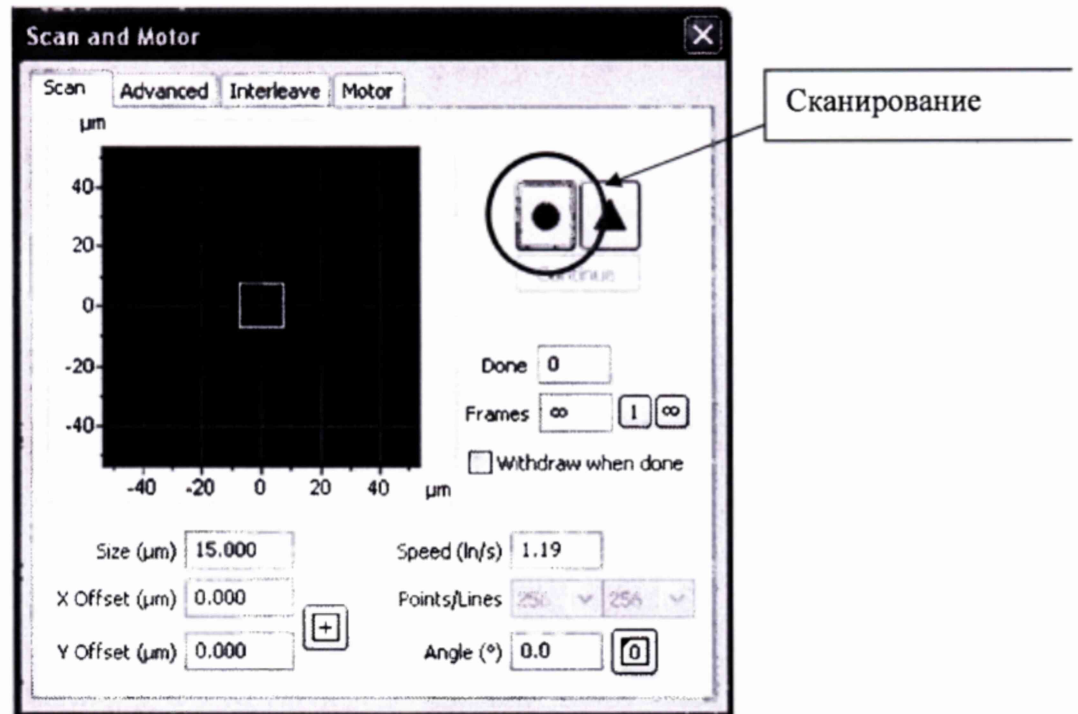 Scan and Motor
Scan Advanced Interleave Motor
Сканирование
µm
40
20
0
-20
-40
-40 -20 0 20 40 µm
Continue
Done 0
Frames ∞ 1 ∞
Withdraw when done
Size (µm) 15.000
X Offset (µm) 0.000
Y Offset (µm) 0.000
Speed (ln/s) 1.19
Points/Lines 256 256
Angle (°) 0.0 0